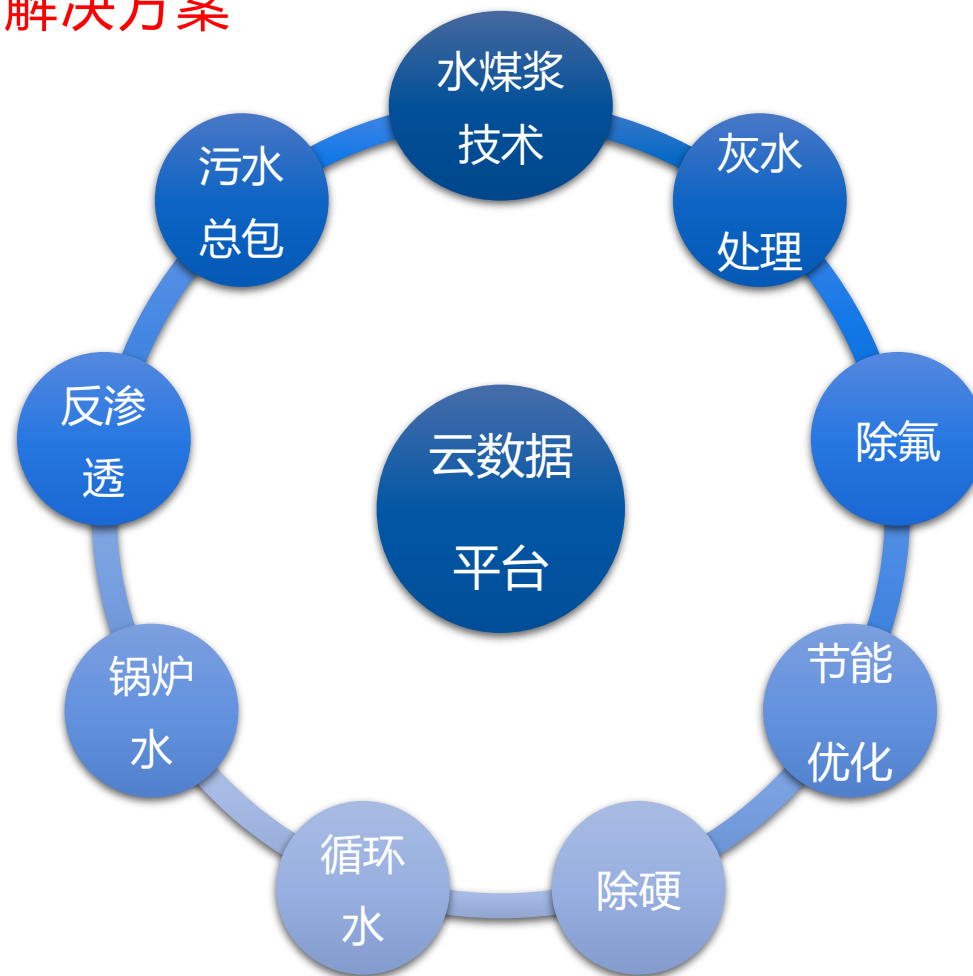 解决方案
水煤浆
技术
灰水
处理
除氟
节能
优化
除硬
循环
水
锅炉
水
反渗
透
污水
总包
云数据
平台